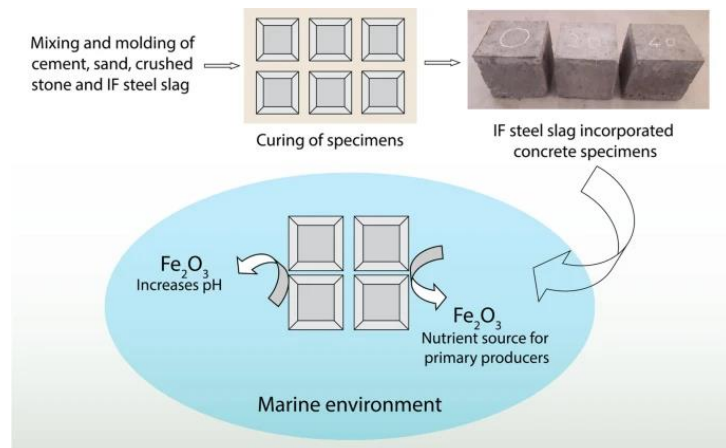 Mixing and molding of
cement, sand, crushed
stone and IF steel slag
Curing of specimens
40
IF steel slag incorporated
concrete specimens
Fe₂O₃
Increases pH
Fe₂O₃
Nutrient source for
primary producers
Marine environment